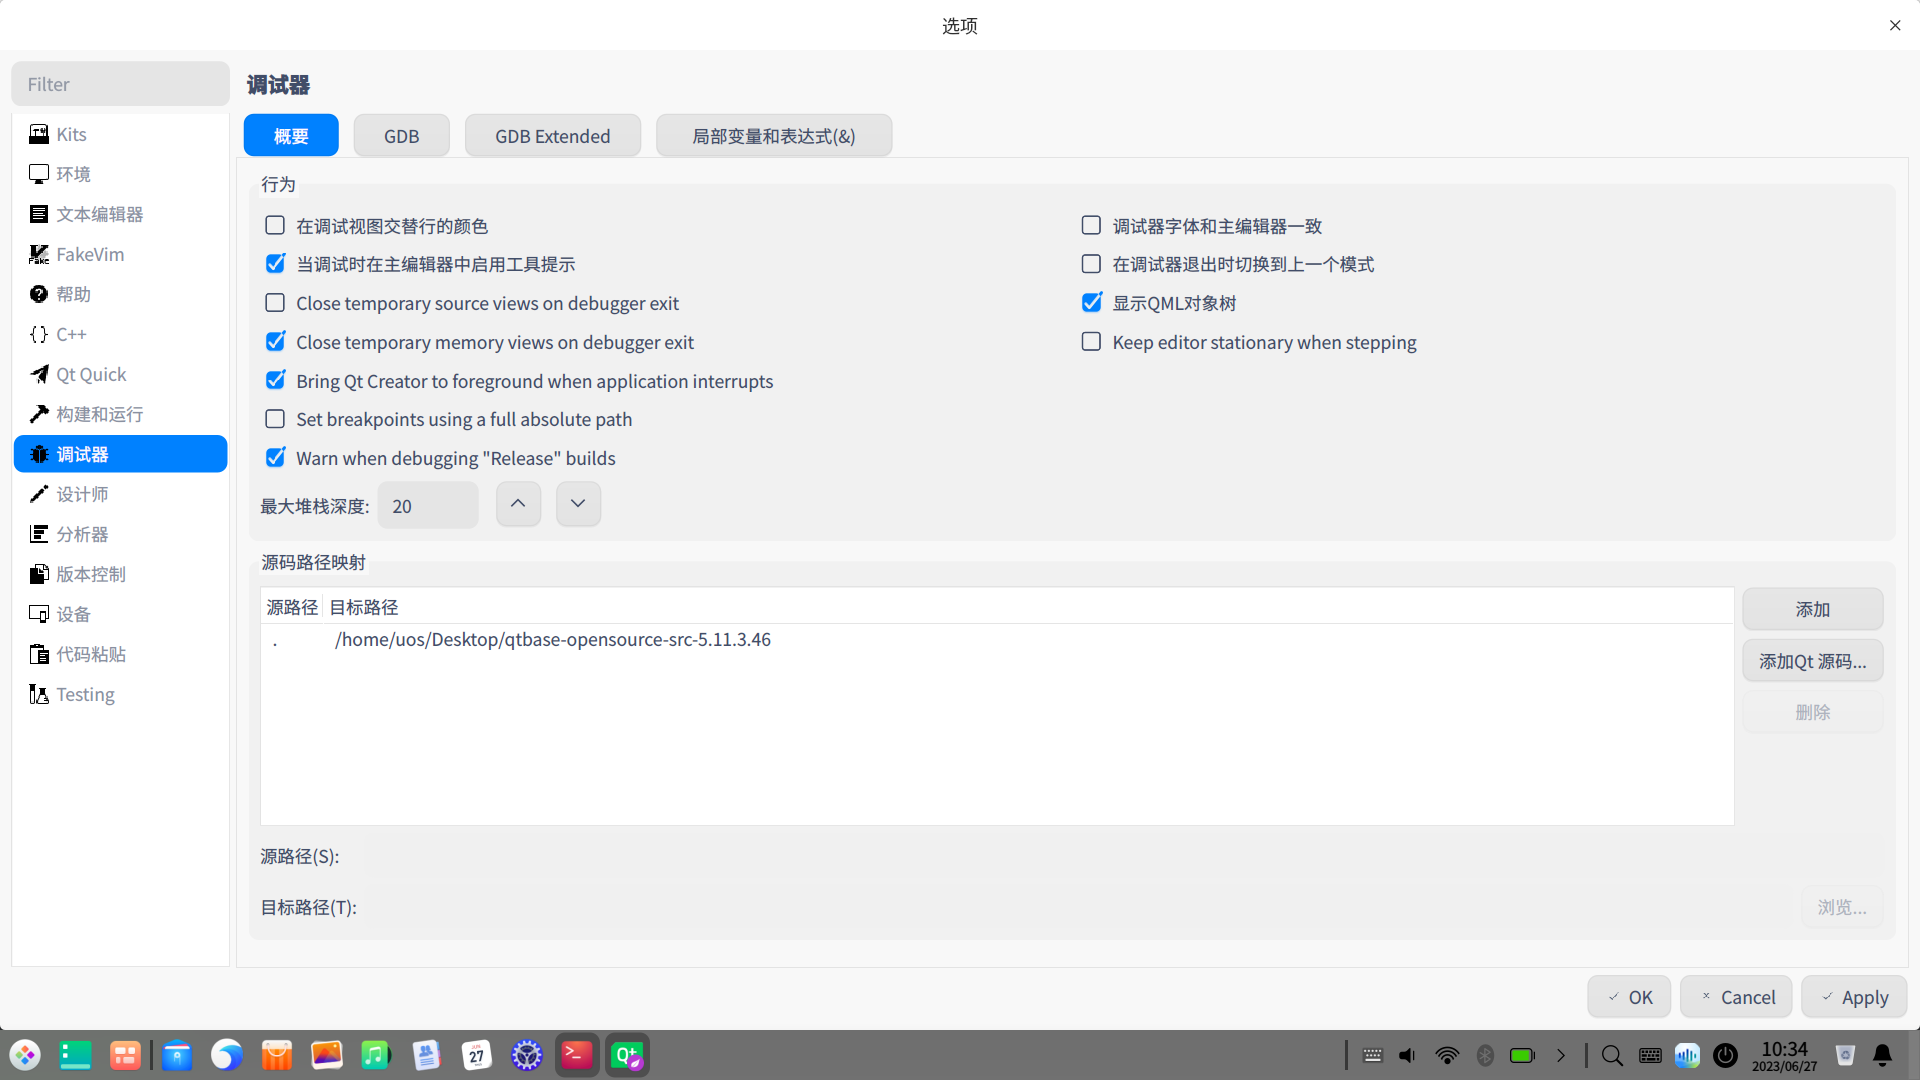 选项
Filter
调试器
Kits
环境
文本编辑器
FakeVim
帮助
C++
Qt Quick
构建和运行
调试器
设计师
分析器
版本控制
设备
代码粘贴
Testing
概要 GDB GDB Extended 局部变量和表达式(&)
行为
在调试视图交替行的颜色 调试器字体和主编辑器一致
当调试时在主编辑器中启用工具提示 在调试器退出时切换到上一个模式
Close temporary source views on debugger exit 显示QML对象树
Close temporary memory views on debugger exit Keep editor stationary when stepping
Bring Qt Creator to foreground when application interrupts
Set breakpoints using a full absolute path
Warn when debugging "Release" builds
最大堆栈深度: 20
源码路径映射
源路径 目标路径 添加
. /home/uos/Desktop/qtbase-opensource-src-5.11.3.46
添加Qt 源码...
删除
源路径(S):
目标路径(T): 浏览...
OK Cancel Apply
JUN
27
Qt
10:34
2023/06/27